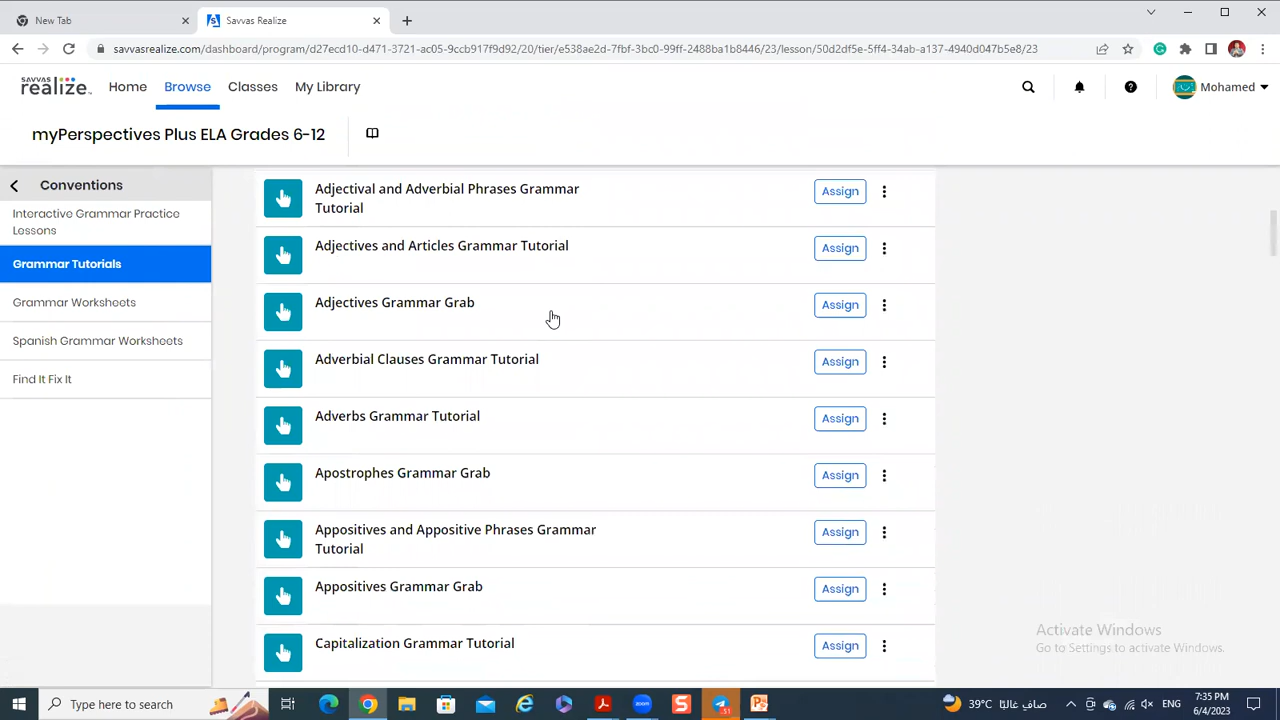 New Tab
Savvas Realize
savvasrealize.com/dashboard/program/d27ecd10-d471-3721-ac05-9ccb917f9d92/20/tier/e538ae2d-7fbf-3bc0-99ff-2488ba1b8446/23/lesson/50d2df5e-5ff4-34ab-a137-4940d047b5e8/23
SAVVAS
realize
Home
Browse
Classes
My Library
Mohamed
myPerspectives Plus ELA Grades 6-12
Conventions
Interactive Grammar Practice
Lessons
Grammar Tutorials
Grammar Worksheets
Spanish Grammar Worksheets
Find It Fix It
Adjectival and Adverbial Phrases Grammar
Tutorial
Assign
Adjectives and Articles Grammar Tutorial
Assign
Adjectives Grammar Grab
Assign
Adverbial Clauses Grammar Tutorial
Assign
Adverbs Grammar Tutorial
Assign
Apostrophes Grammar Grab
Assign
Appositives and Appositive Phrases Grammar
Tutorial
Assign
Appositives Grammar Grab
Assign
Capitalization Grammar Tutorial
Assign
Activate Windows
Go to Settings to activate Windows.
Type here to search
zoom
39°C صافٍ غالبًا
ENG
7:35 PM
6/4/2023